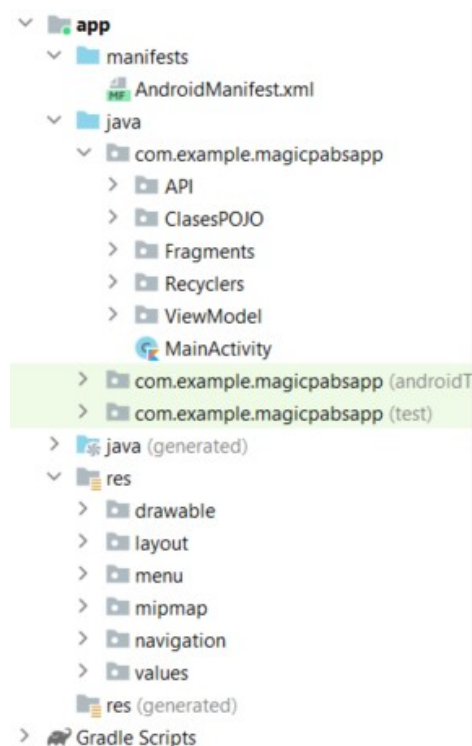 app
manifests
MF AndroidManifest.xml
java
com.example.magicpabsapp
API
ClasesPOJO
Fragments
Recyclers
ViewModel
MainActivity
com.example.magicpabsapp (androidT
com.example.magicpabsapp (test)
java (generated)
res
drawable
layout
menu
mipmap
navigation
values
res (generated)
Gradle Scripts